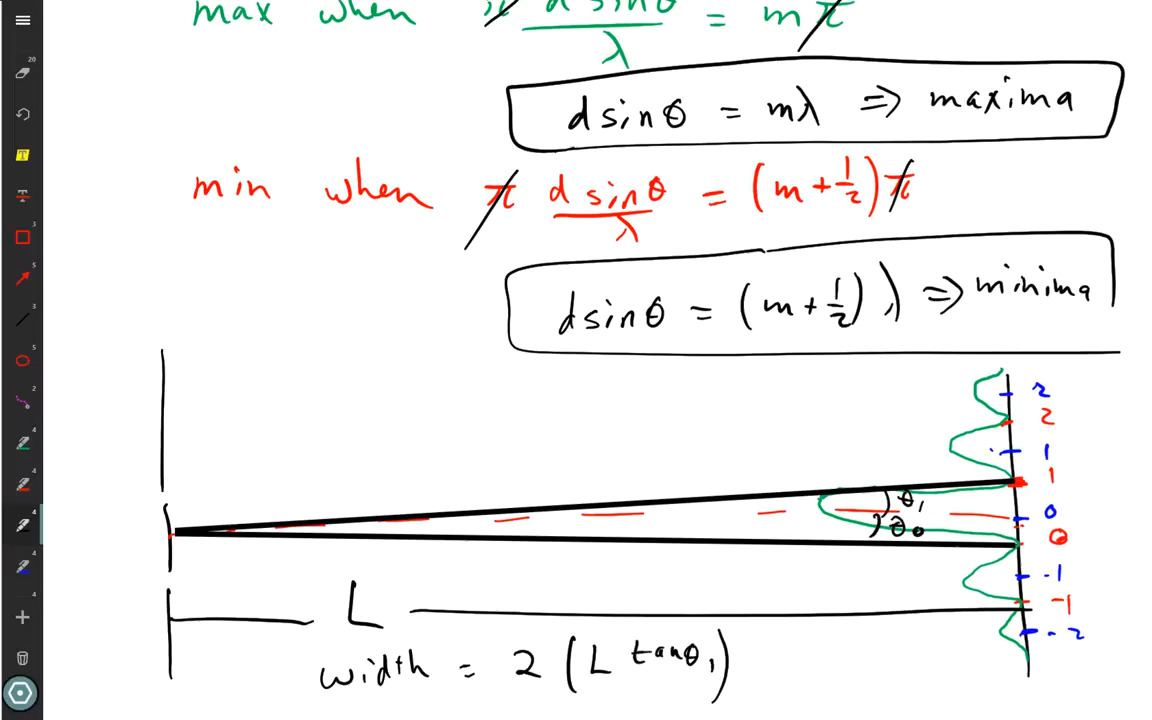 max when π d sinθ / λ = mπ
d sinθ = mλ => maxima
min when π d sinθ / λ = (m + 1/2) π
d sinθ = (m + 1/2) λ => minima
2
2
1
1
θ₁
0
θ₀
0
-1
-1
L
-2
width = 2 (L tanθ₁)